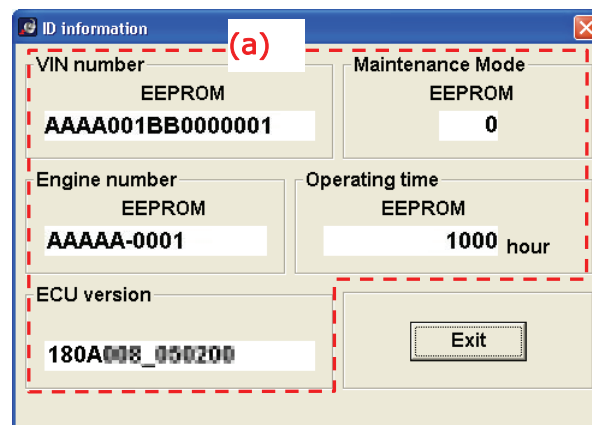 ID information
(a)
VIN number
EEPROM
AAAA001BB0000001
Maintenance Mode
EEPROM
0
Engine number
EEPROM
AAAAA-0001
Operating time
EEPROM
1000 hour
ECU version
180A
Exit